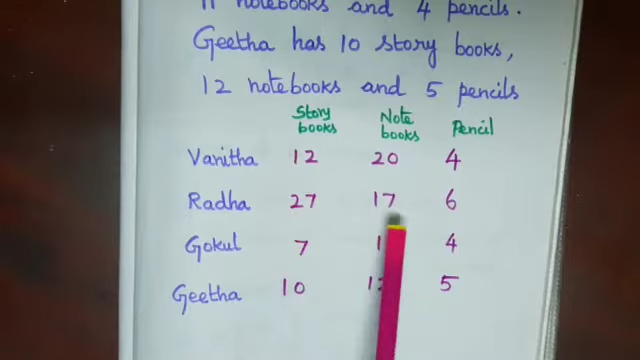 11 notebooks and 4 pencils.
Geetha has 10 story books,
12 notebooks and 5 pencils
Story books Note books Pencil
Vanitha 12 20 4
Radha 27 17 6
Gokul 7 4
Geetha 10 12 5